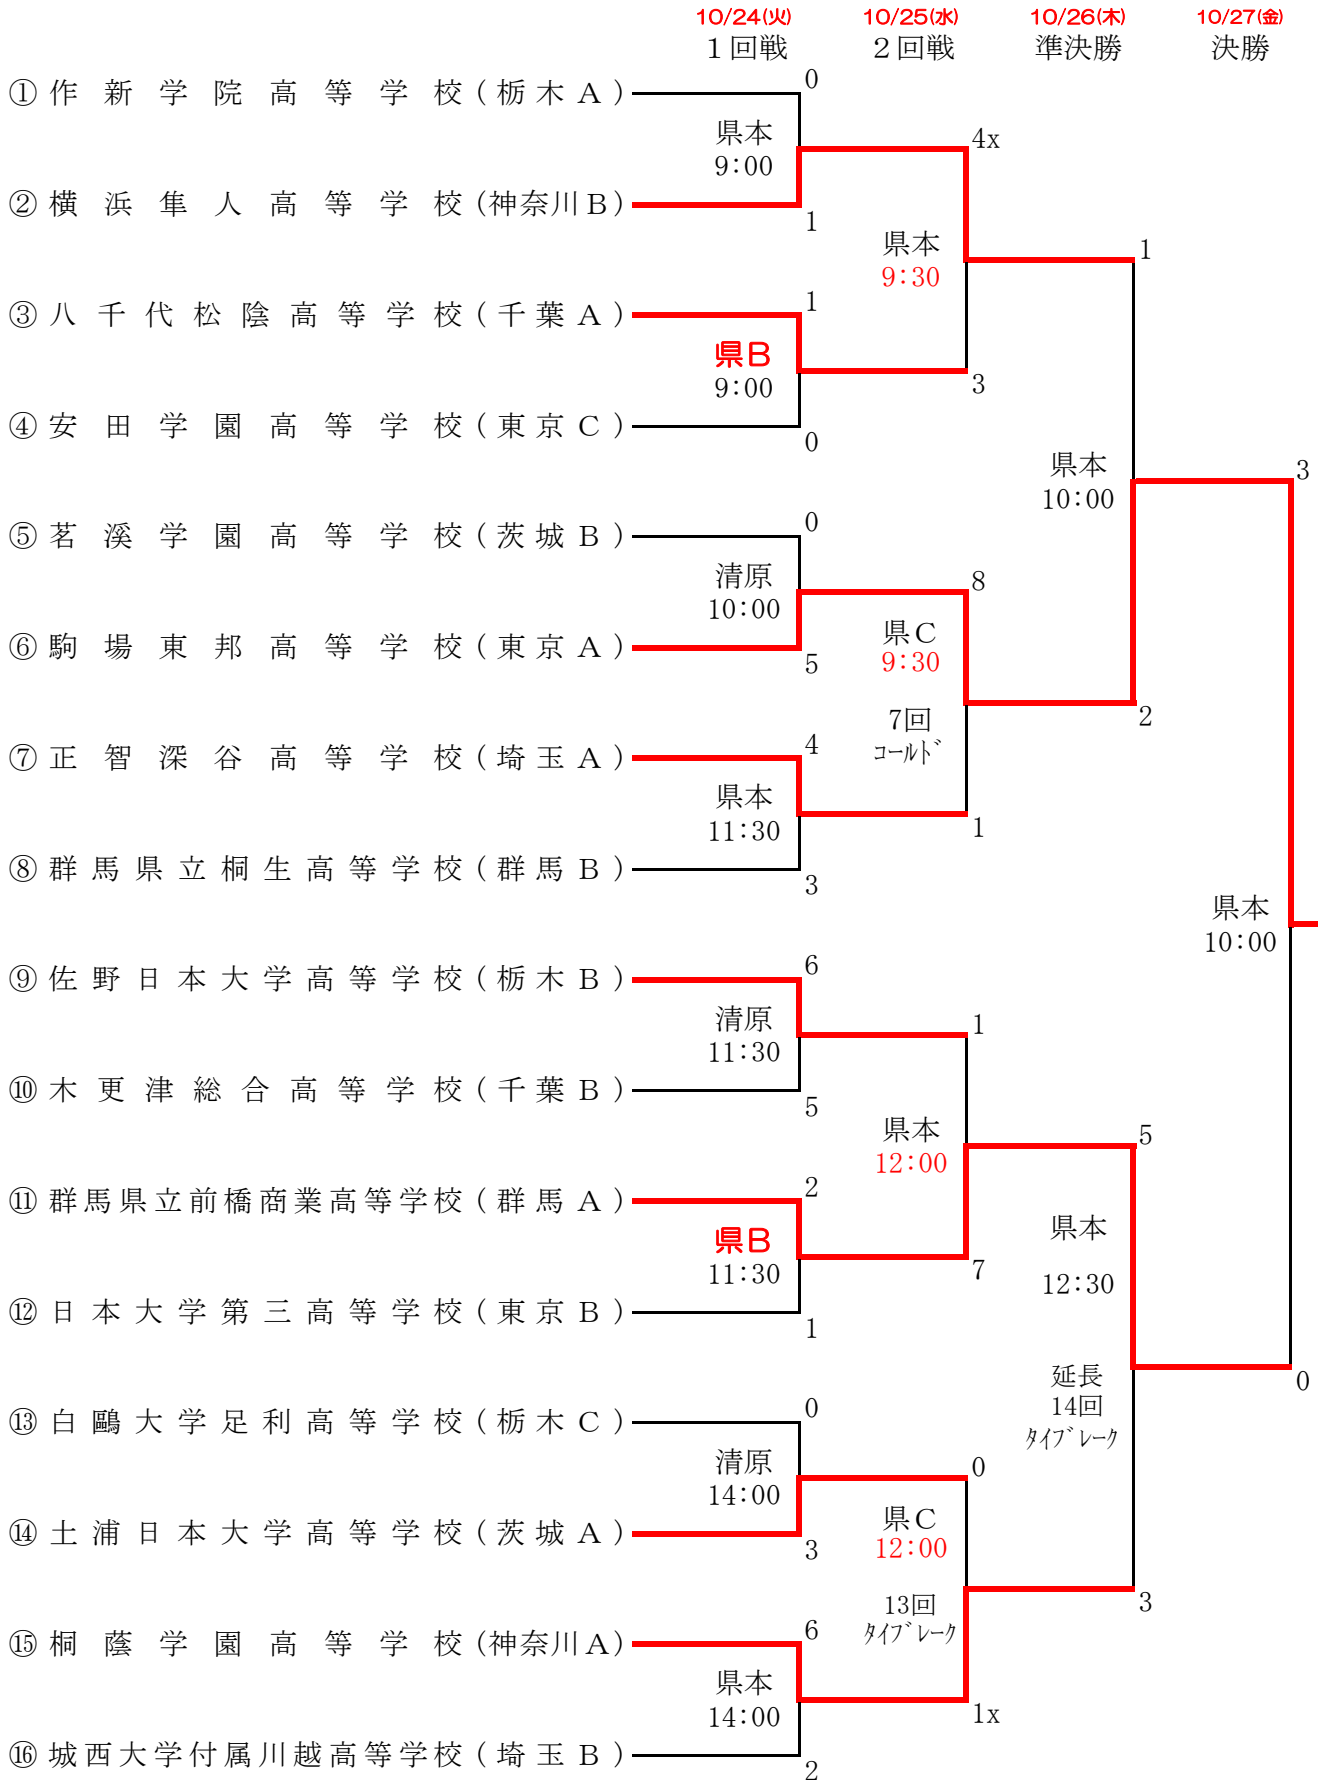 10/24(火) 10/25(水) 10/26(木) 10/27(金)
１回戦 ２回戦 準決勝 決勝
0
①作新学院高等学校(栃木A)
県本
9:00
4x
②横浜隼人高等学校(神奈川B)
1
県本
9:30
1
1
③八千代松陰高等学校(千葉A)
県B
9:00
3
④安田学園高等学校(東京C)
0
県本
10:00
3
0
⑤茗溪学園高等学校(茨城B)
清原
10:00
8
県C
9:30
⑥駒場東邦高等学校(東京A)
5
7回
コールド
2
4
⑦正智深谷高等学校(埼玉A)
県本
11:30
1
⑧群馬県立桐生高等学校(群馬B)
3
県本
10:00
6
⑨佐野日本大学高等学校(栃木B)
清原
11:30
1
⑩木更津総合高等学校(千葉B)
5
県本
12:00
5
2
⑪群馬県立前橋商業高等学校(群馬A)
県B
11:30
7
県本
12:30
⑫日本大学第三高等学校(東京B)
1
延長
14回
タイブレーク
0
0
⑬白鷗大学足利高等学校(栃木C)
清原
14:00
0
県C
12:00
⑭土浦日本大学高等学校(茨城A)
3
13回
タイブレーク
3
6
⑮桐蔭学園高等学校(神奈川A)
県本
14:00
1x
⑯城西大学付属川越高等学校(埼玉B)
2